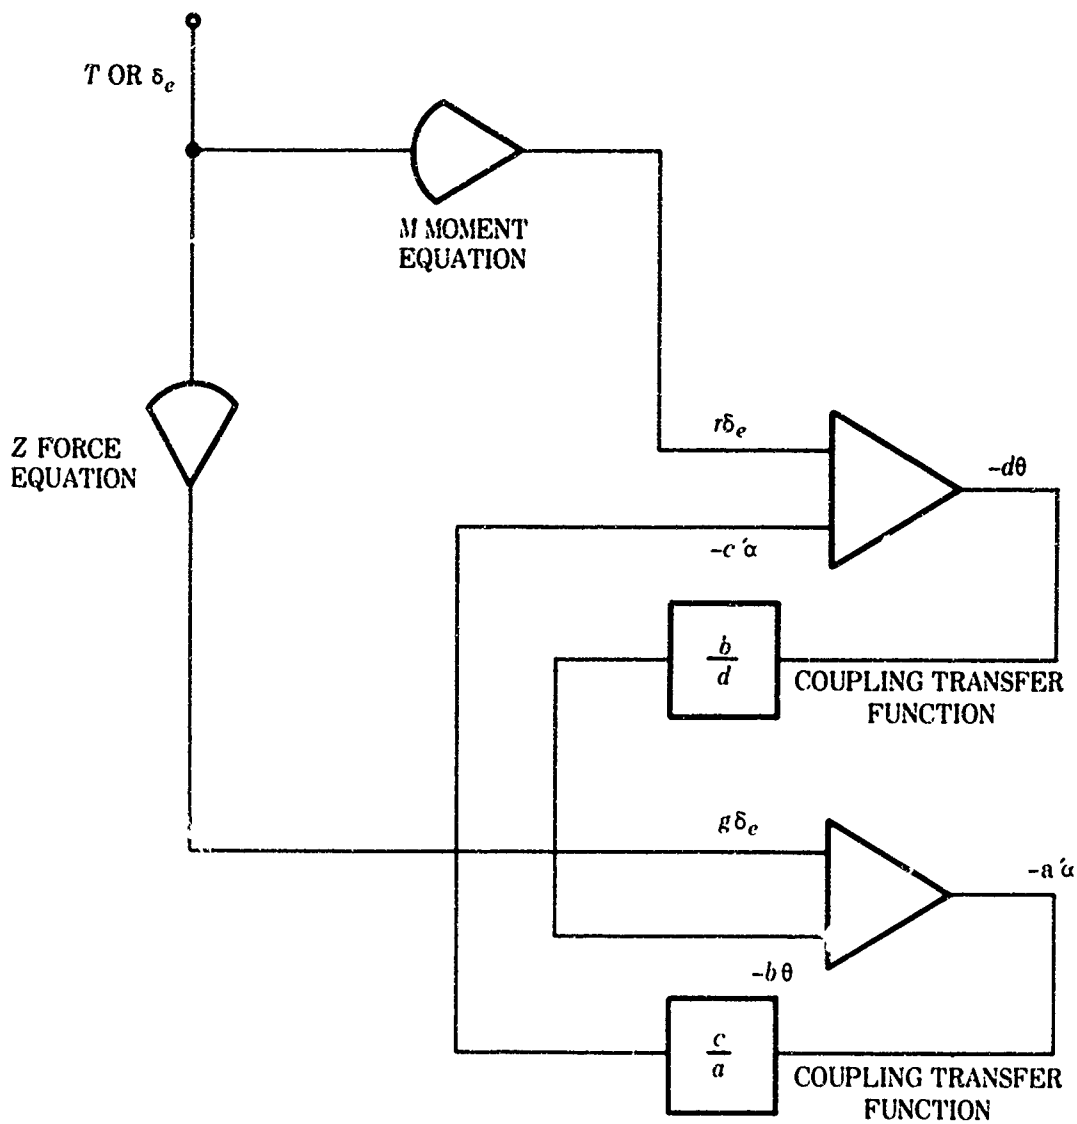 T OR δe
M MOMENT
EQUATION
Z FORCE
EQUATION
rδe
-dθ
-c´α
b
d
COUPLING TRANSFER
FUNCTION
gδe
-a´α
-bθ
c
a
COUPLING TRANSFER
FUNCTION